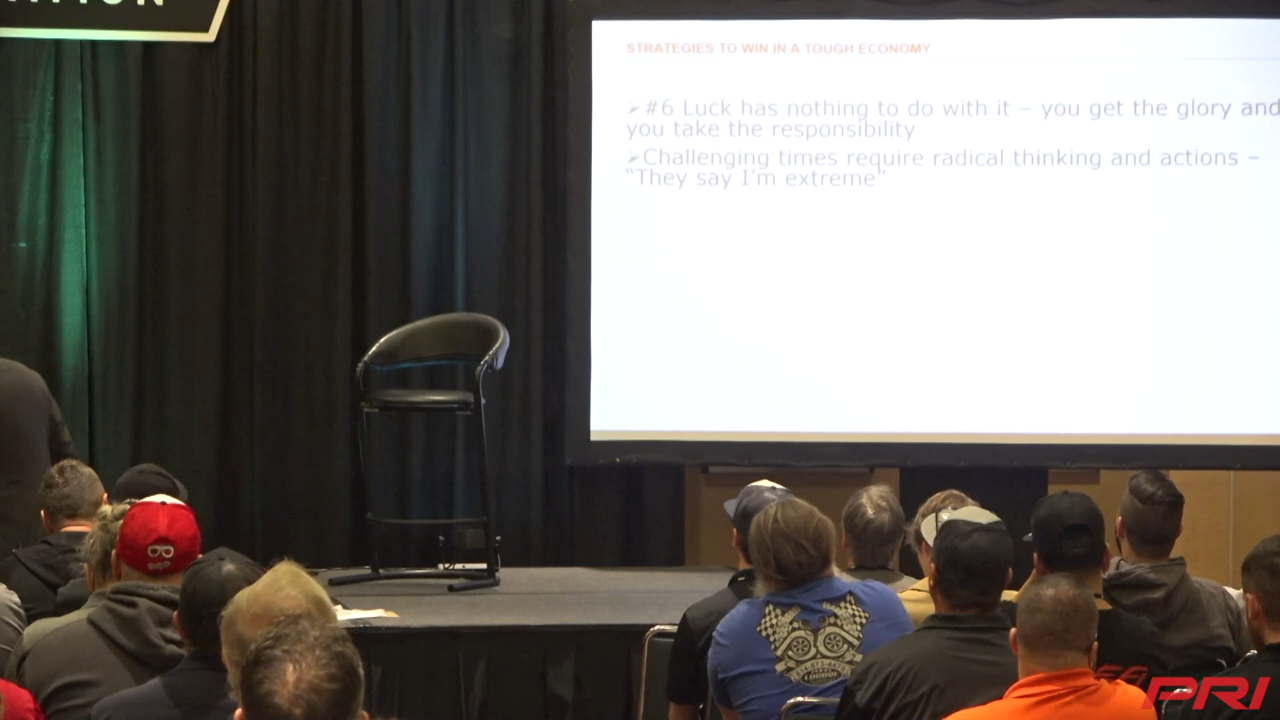 STRATEGIES TO WIN IN A TOUGH ECONOMY
➢#6 Luck has nothing to do with it – you get the glory and
you take the responsibility
➢Challenging times require radical thinking and actions –
“They say I’m extreme”
PRI